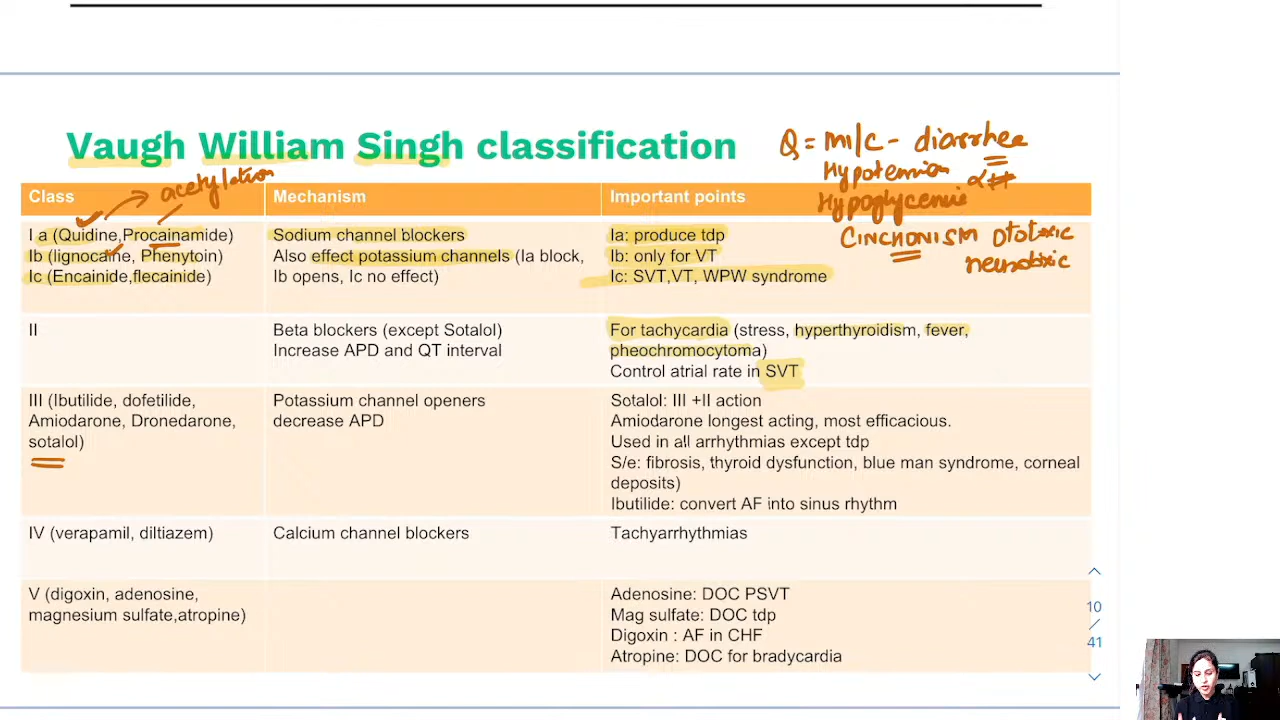 Vaugh William Singh classification
Q = m/c - diarrhea
Hypotension α
Hypoglycemia
CINCHONISM ototoxic
neurotoxic
acetylation
Class Mechanism Important points
I a (Quidine,Procainamide) Sodium channel blockers Ia: produce tdp
Ib (lignocaine, Phenytoin) Also effect potassium channels (Ia block, Ib: only for VT
Ic (Encainide,flecainide) Ib opens, Ic no effect) Ic: SVT,VT, WPW syndrome
II Beta blockers (except Sotalol) For tachycardia (stress, hyperthyroidism, fever,
Increase APD and QT interval pheochromocytoma)
Control atrial rate in SVT
III (Ibutilide, dofetilide, Potassium channel openers Sotalol: III +II action
Amiodarone, Dronedarone, decrease APD Amiodarone longest acting, most efficacious.
sotalol) Used in all arrhythmias except tdp
S/e: fibrosis, thyroid dysfunction, blue man syndrome, corneal
deposits)
Ibutilide: convert AF into sinus rhythm
IV (verapamil, diltiazem) Calcium channel blockers Tachyarrhythmias
V (digoxin, adenosine, Adenosine: DOC PSVT
magnesium sulfate,atropine) Mag sulfate: DOC tdp
Digoxin : AF in CHF
Atropine: DOC for bradycardia
10
/
41